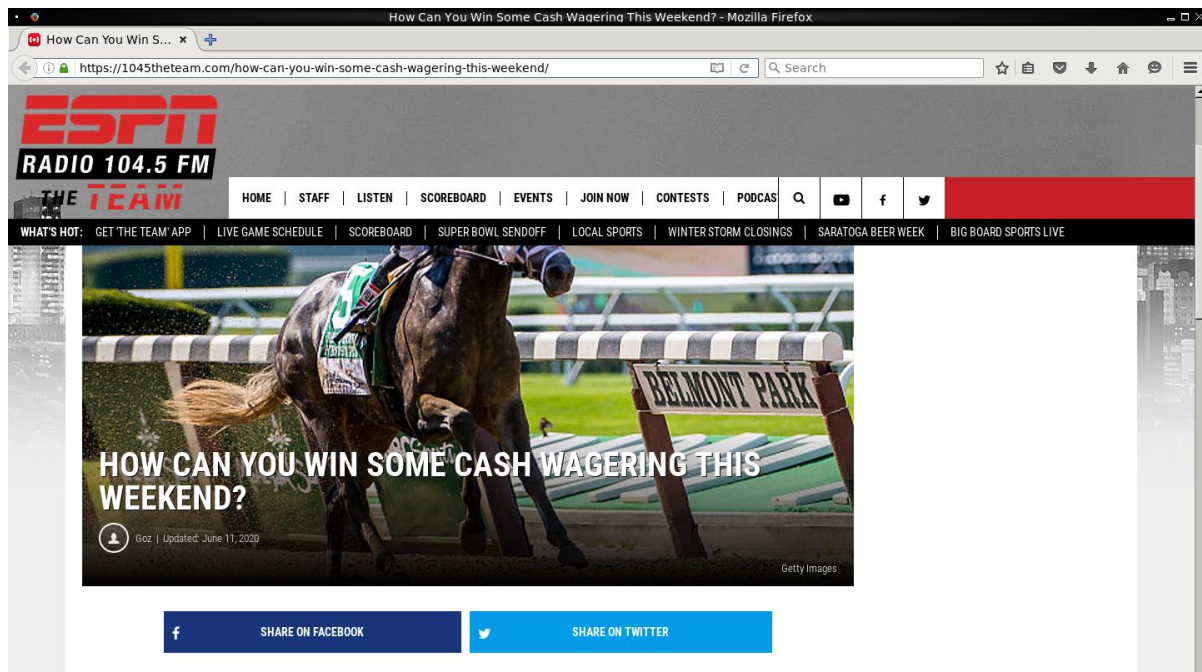 How Can You Win Some Cash Wagering This Weekend? - Mozilla Firefox
How Can You Win S...
https://1045theteam.com/how-can-you-win-some-cash-wagering-this-weekend/
Search
ESPN
RADIO 104.5 FM
THE TEAM
HOME STAFF LISTEN SCOREBOARD EVENTS JOIN NOW CONTESTS PODCAS
WHAT'S HOT: GET 'THE TEAM' APP LIVE GAME SCHEDULE SCOREBOARD SUPER BOWL SENDOFF LOCAL SPORTS WINTER STORM CLOSINGS SARATOGA BEER WEEK BIG BOARD SPORTS LIVE
BELMONT PARK
HOW CAN YOU WIN SOME CASH WAGERING THIS
WEEKEND?
Goz | Updated: June 11, 2020
Getty Images
SHARE ON FACEBOOK
SHARE ON TWITTER